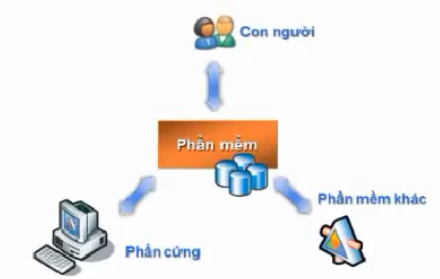 Con người
Phần mềm
Phần mềm khác
Phần cứng